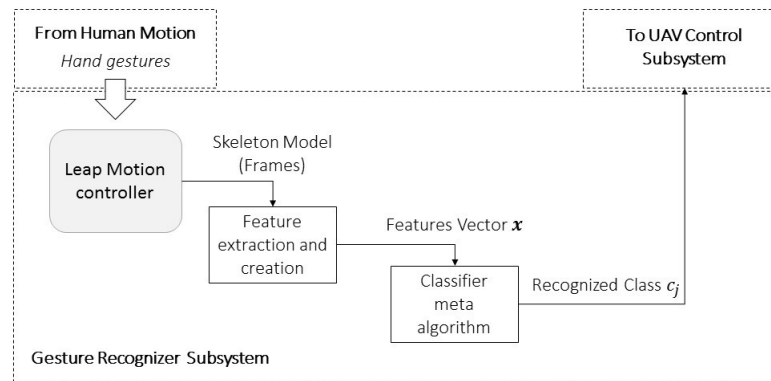 From Human Motion
Hand gestures
To UAV Control
Subsystem
Leap Motion
controller
Skeleton Model
(Frames)
Feature
extraction and
creation
Features Vector x
Classifier
meta
algorithm
Recognized Class cj
Gesture Recognizer Subsystem